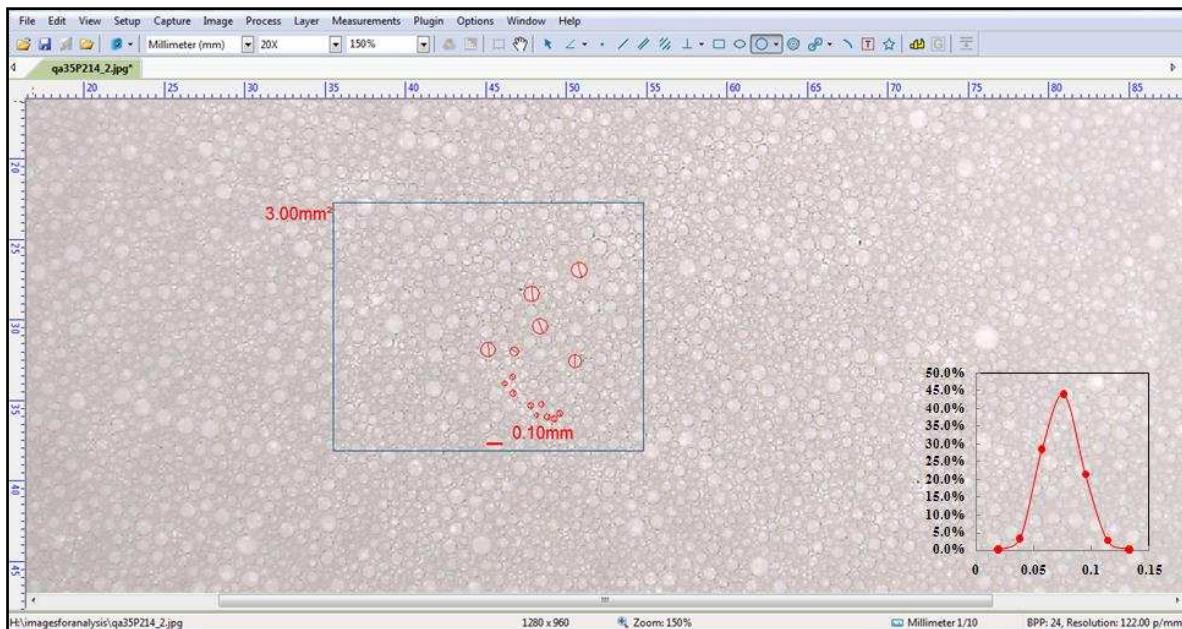 File Edit View Setup Capture Image Process Layer Measurements Plugin Options Window Help
Millimeter (mm) 20X 150%
qa35P214_2.jpg*
20 25 30 35 40 45 50 55 60 65 70 75 80 85
20
25
30
35
40
45
3.00mm²
0.10mm
50.0%
45.0%
40.0%
35.0%
30.0%
25.0%
20.0%
15.0%
10.0%
5.0%
0.0%
0 0.05 0.1 0.15
H:\imagesforanalysis\qa35P214_2.jpg 1280 x 960 Zoom: 150% Millimeter 1/10 BPP: 24, Resolution: 122.00 p/mm